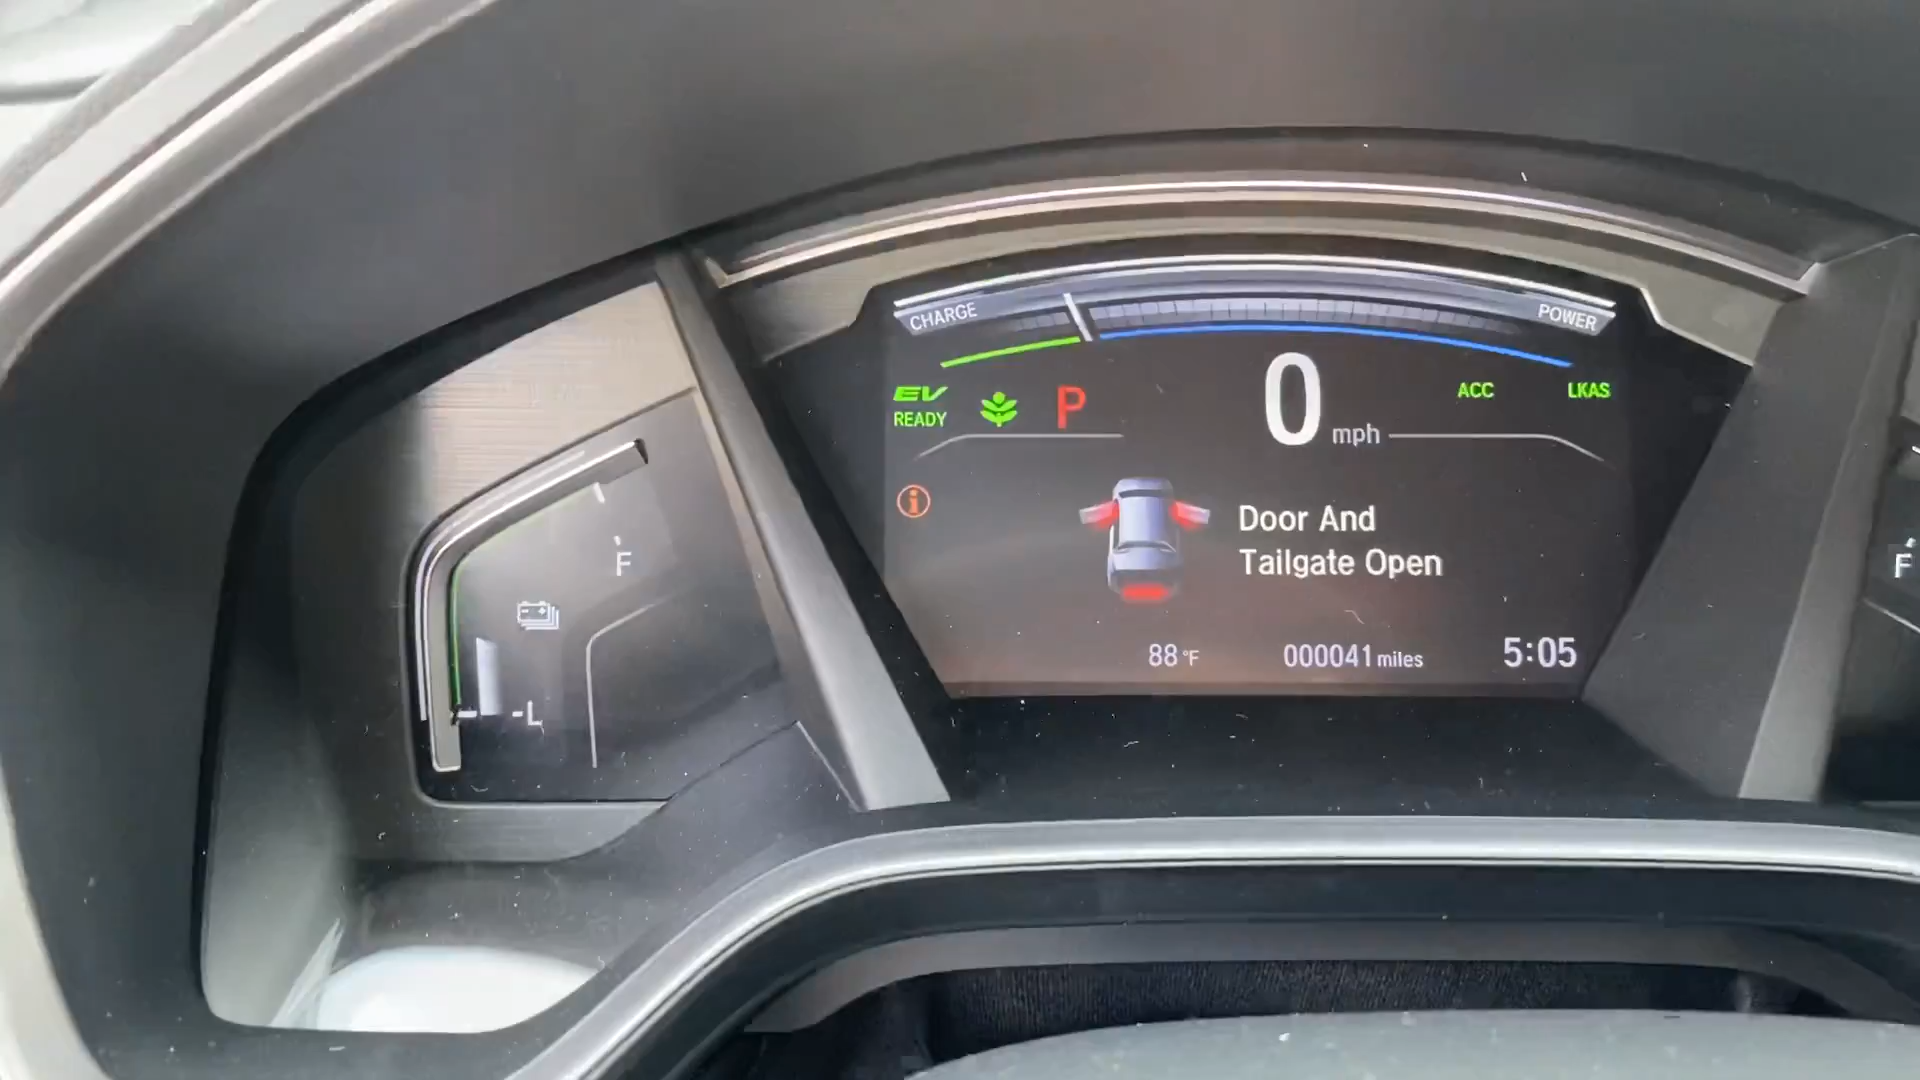 CHARGE
POWER
EV
READY
P
0 mph
ACC
LKAS
Door And
Tailgate Open
88°F
000041 miles
5:05
F
-L
F